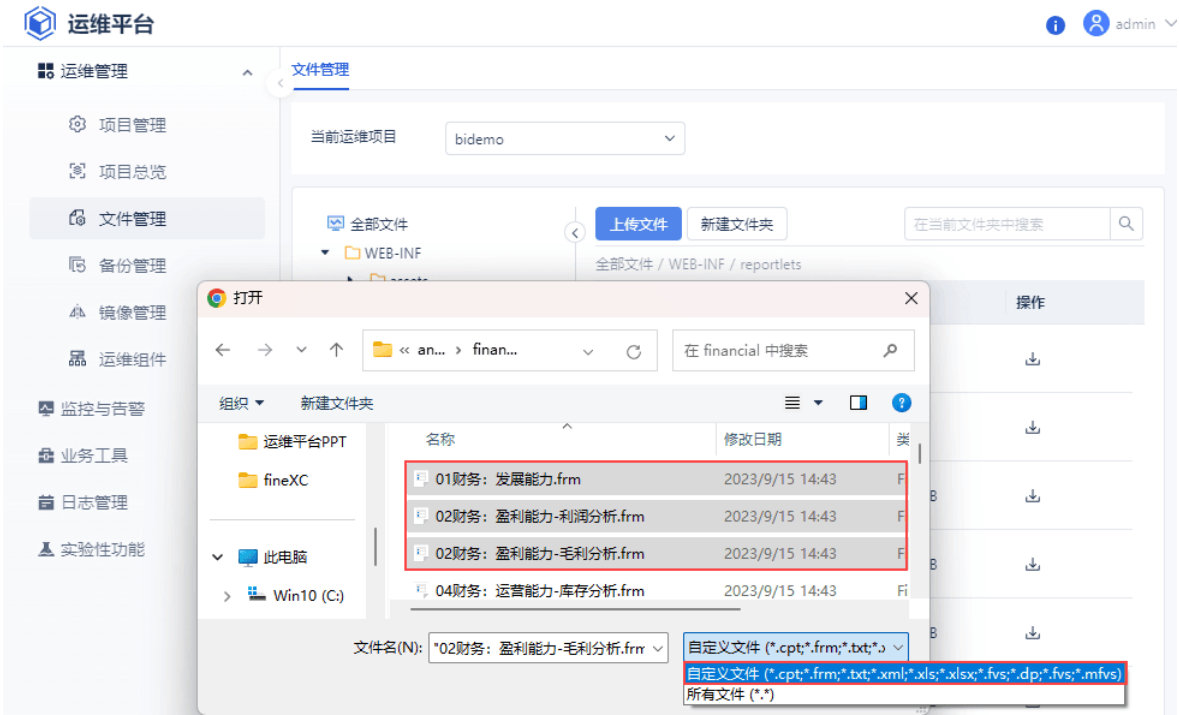 运维平台
admin
运维管理
文件管理
项目管理
当前运维项目
bidemo
项目总览
文件管理
全部文件
上传文件
新建文件夹
在当前文件夹中搜索
WEB-INF
备份管理
全部文件 / WEB-INF / reportlets
assets
镜像管理
打开
操作
运维组件
an...
finan...
在 financial 中搜索
监控与告警
组织
新建文件夹
业务工具
运维平台PPT
名称
修改日期
类
fineXC
01财务：发展能力.frm
2023/9/15 14:43
Fi
日志管理
02财务：盈利能力-利润分析.frm
2023/9/15 14:43
Fi
B
实验性功能
此电脑
02财务：盈利能力-毛利分析.frm
2023/9/15 14:43
Fi
B
Win10 (C:)
04财务：运营能力-库存分析.frm
2023/9/15 14:43
Fi
B
文件名(N):
"02财务：盈利能力-毛利分析.frm
自定义文件 (*.cpt;*.frm;*.txt;*.x
自定义文件 (*.cpt;*.frm;*.txt;*.xml;*.xls;*.xlsx;*.fvs;*.dp;*.fvs;*.mfvs)
所有文件 (*.*)